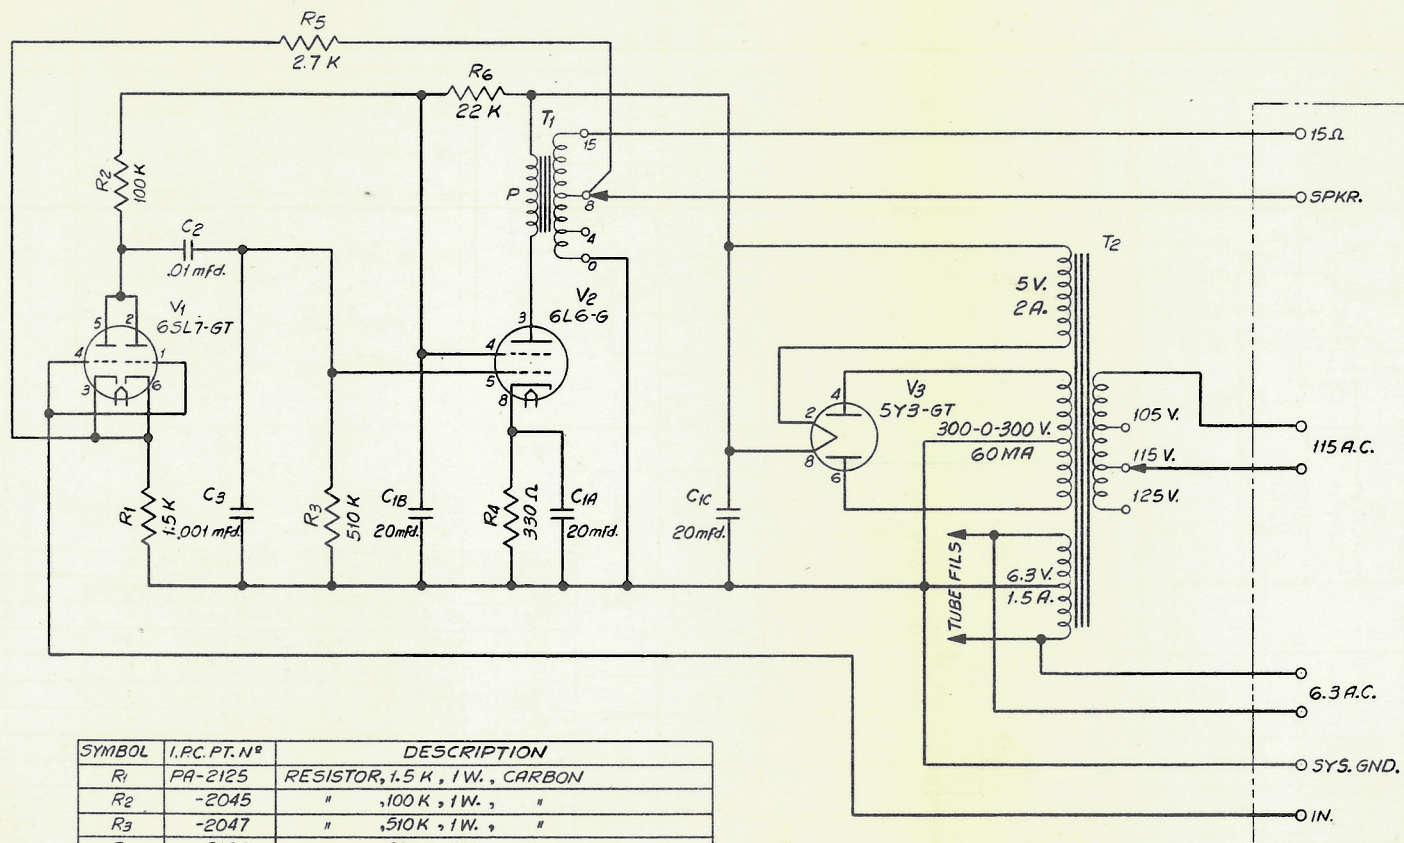 R5
2.7 K
R6
22 K
T1
15
15Ω
R2
100K
P
8
SPKR.
C2
.01 mfd.
4
0
T2
5V.
2A.
V1
6SL7-GT
5 2
4 1
3 6
V2
6L6-G
3
4
5
8
V3
5Y3-GT
4
2
8
6
300-0-300 V.
60 MA
105 V.
115 V.
125 V.
115 A.C.
R1
1.5 K
C3
.001 mfd.
R3
510 K
C1B
20 mfd.
R4
330 Ω
C1A
20 mfd.
C1C
20 mfd.
TUBE FILS
6.3 V.
1.5 A.
6.3 A.C.
SYS. GND.
IN.
SYMBOL I.P.C. PT. Nº DESCRIPTION
R1 PA-2125 RESISTOR, 1.5 K, 1 W., CARBON
R2 -2045 " , 100 K, 1 W., "
R3 -2047 " , 510 K, 1 W., "